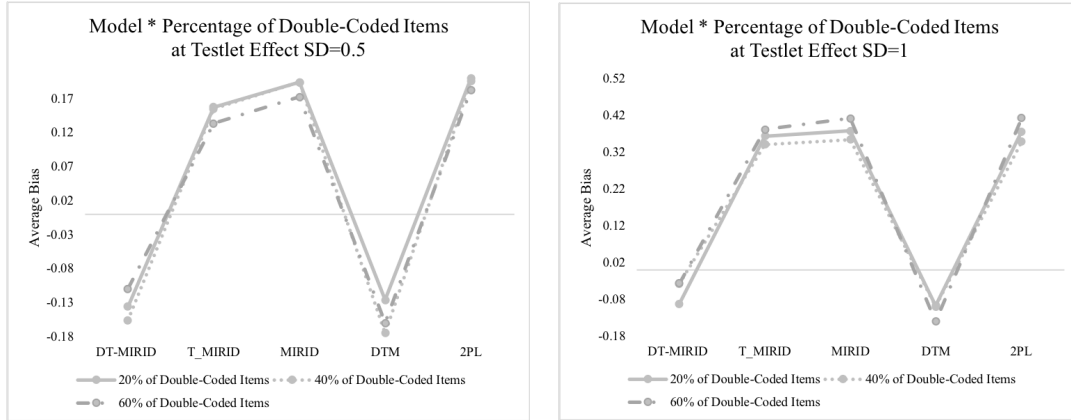 Model * Percentage of Double-Coded Items
at Testlet Effect SD=0.5
Average Bias
0.17
0.12
0.07
0.02
-0.03
-0.08
-0.13
-0.18
DT-MIRID T_MIRID MIRID DTM 2PL
20% of Double-Coded Items 40% of Double-Coded Items
60% of Double-Coded Items
Model * Percentage of Double-Coded Items
at Testlet Effect SD=1
Average Bias
0.52
0.42
0.32
0.22
0.12
0.02
-0.08
-0.18
DT-MIRID T_MIRID MIRID DTM 2PL
20% of Double-Coded Items 40% of Double-Coded Items
60% of Double-Coded Items